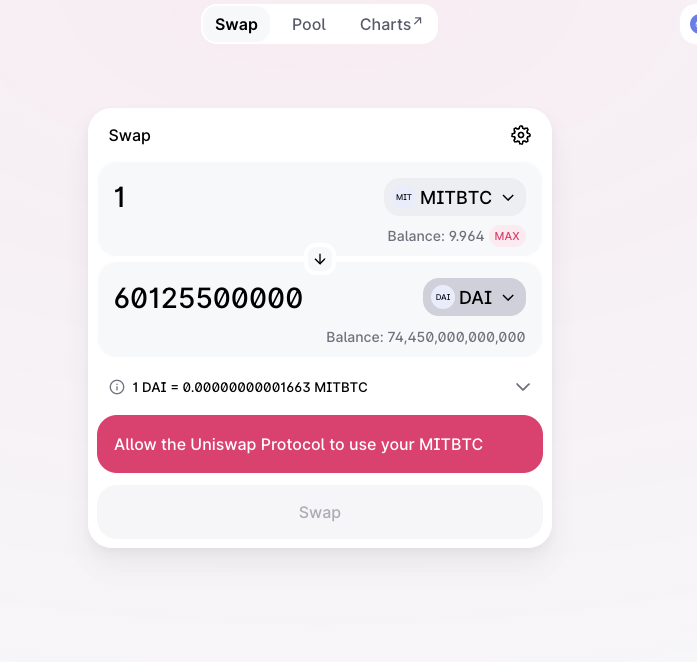 Swap Pool Charts↗
Swap
1 MIT MITBTC
Balance: 9.964 MAX
60125500000 DAI DAI
Balance: 74,450,000,000,000
1 DAI = 0.00000000001663 MITBTC
Allow the Uniswap Protocol to use your MITBTC
Swap